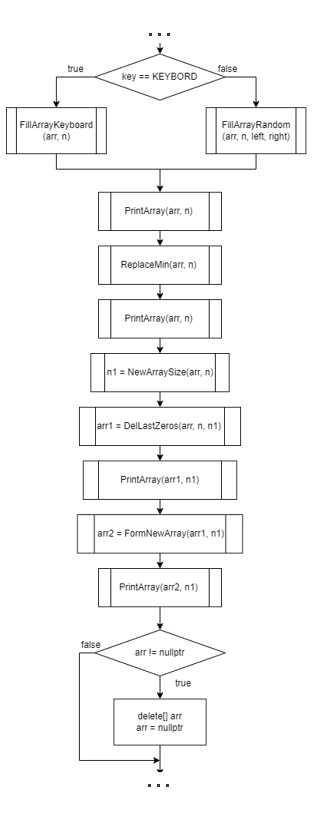 ...
key == KEYBORD
true
false
FillArrayKeyboard
(arr, n)
FillArrayRandom
(arr, n, left, right)
PrintArray(arr, n)
ReplaceMin(arr, n)
PrintArray(arr, n)
n1 = NewArraySize(arr, n)
arr1 = DelLastZeros(arr, n, n1)
PrintArray(arr1, n1)
arr2 = FormNewArray(arr1, n1)
PrintArray(arr2, n1)
arr != nullptr
false
true
delete[] arr
arr = nullptr
...